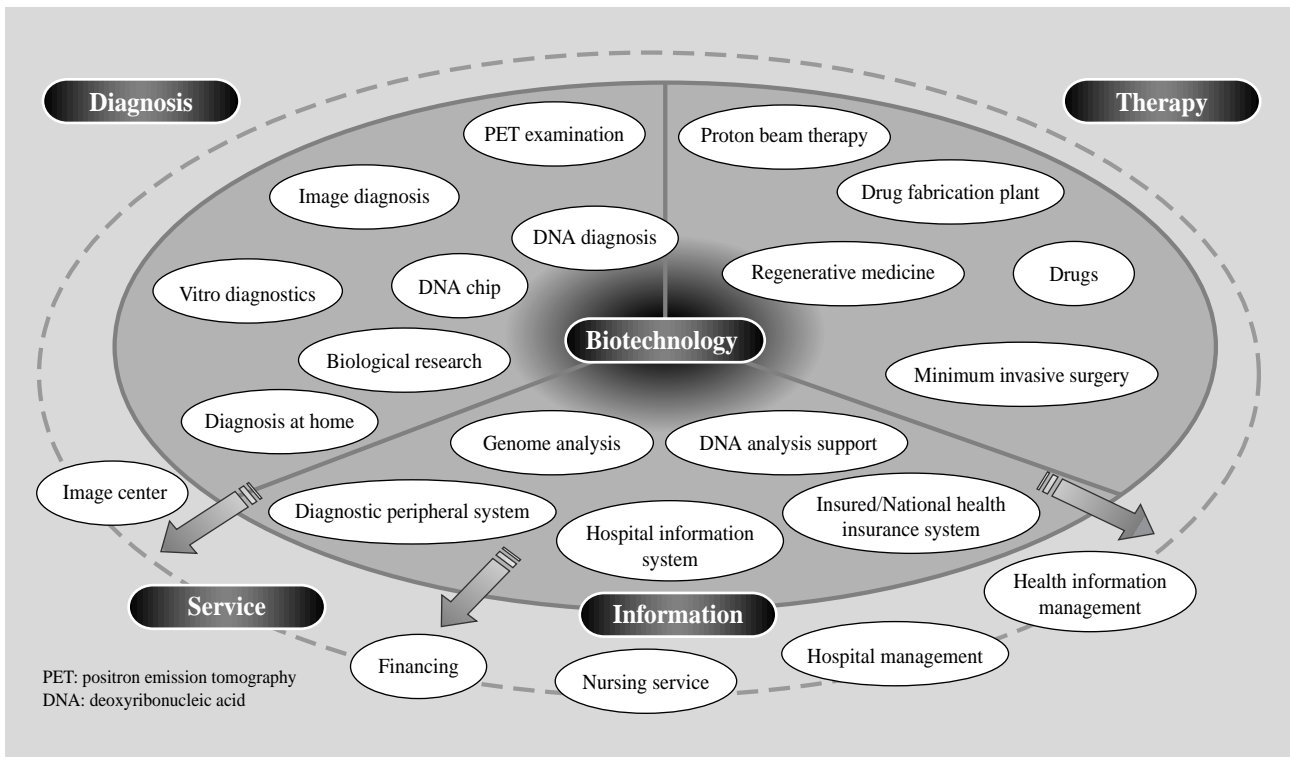 Diagnosis
Therapy
PET examination
Proton beam therapy
Image diagnosis
Drug fabrication plant
DNA diagnosis
Regenerative medicine
Drugs
Vitro diagnostics
DNA chip
Biotechnology
Biological research
Minimum invasive surgery
Diagnosis at home
Genome analysis
DNA analysis support
Image center
Diagnostic peripheral system
Hospital information
system
Insured/National health
insurance system
Health information
management
Service
Information
Financing
Nursing service
Hospital management
PET: positron emission tomography
DNA: deoxyribonucleic acid